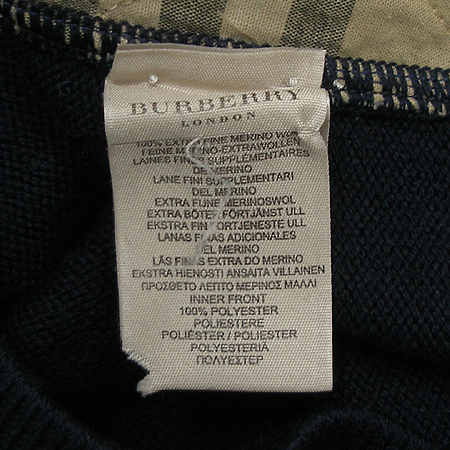 BURBERRY
LONDON
100% EXTRA FINE MERINO WOOL
FEINE MERINO-EXTRAWOLLEN
LAINES FINES SUPPLÉMENTAIRES
DE MERINO
LANE FINI SUPPLEMENTARI
DEL MERINO
EXTRA FIJNE MERINOSWOL
EXTRA BÖTER FÖRTJÄNST ULL
EKSTRA FIN FORTJENESTE ULL
LANAS FINAS ADICIONALES
DEL MERINO
LÃS FINAS EXTRA DO MERINO
EKSTRA HIENOSTI ANSAITA VILLAINEN
ΠΡΟΣΘΕΤΟ ΛΕΠΤΟ ΜΕΡΙΝΟΣ ΜΑΛΛΙ
INNER FRONT
100% POLYESTER
POLIESTERE
POLIÉSTER / POLIESTER
POLYESTERIA
ΠΟΛΥΕΣΤΕΡ